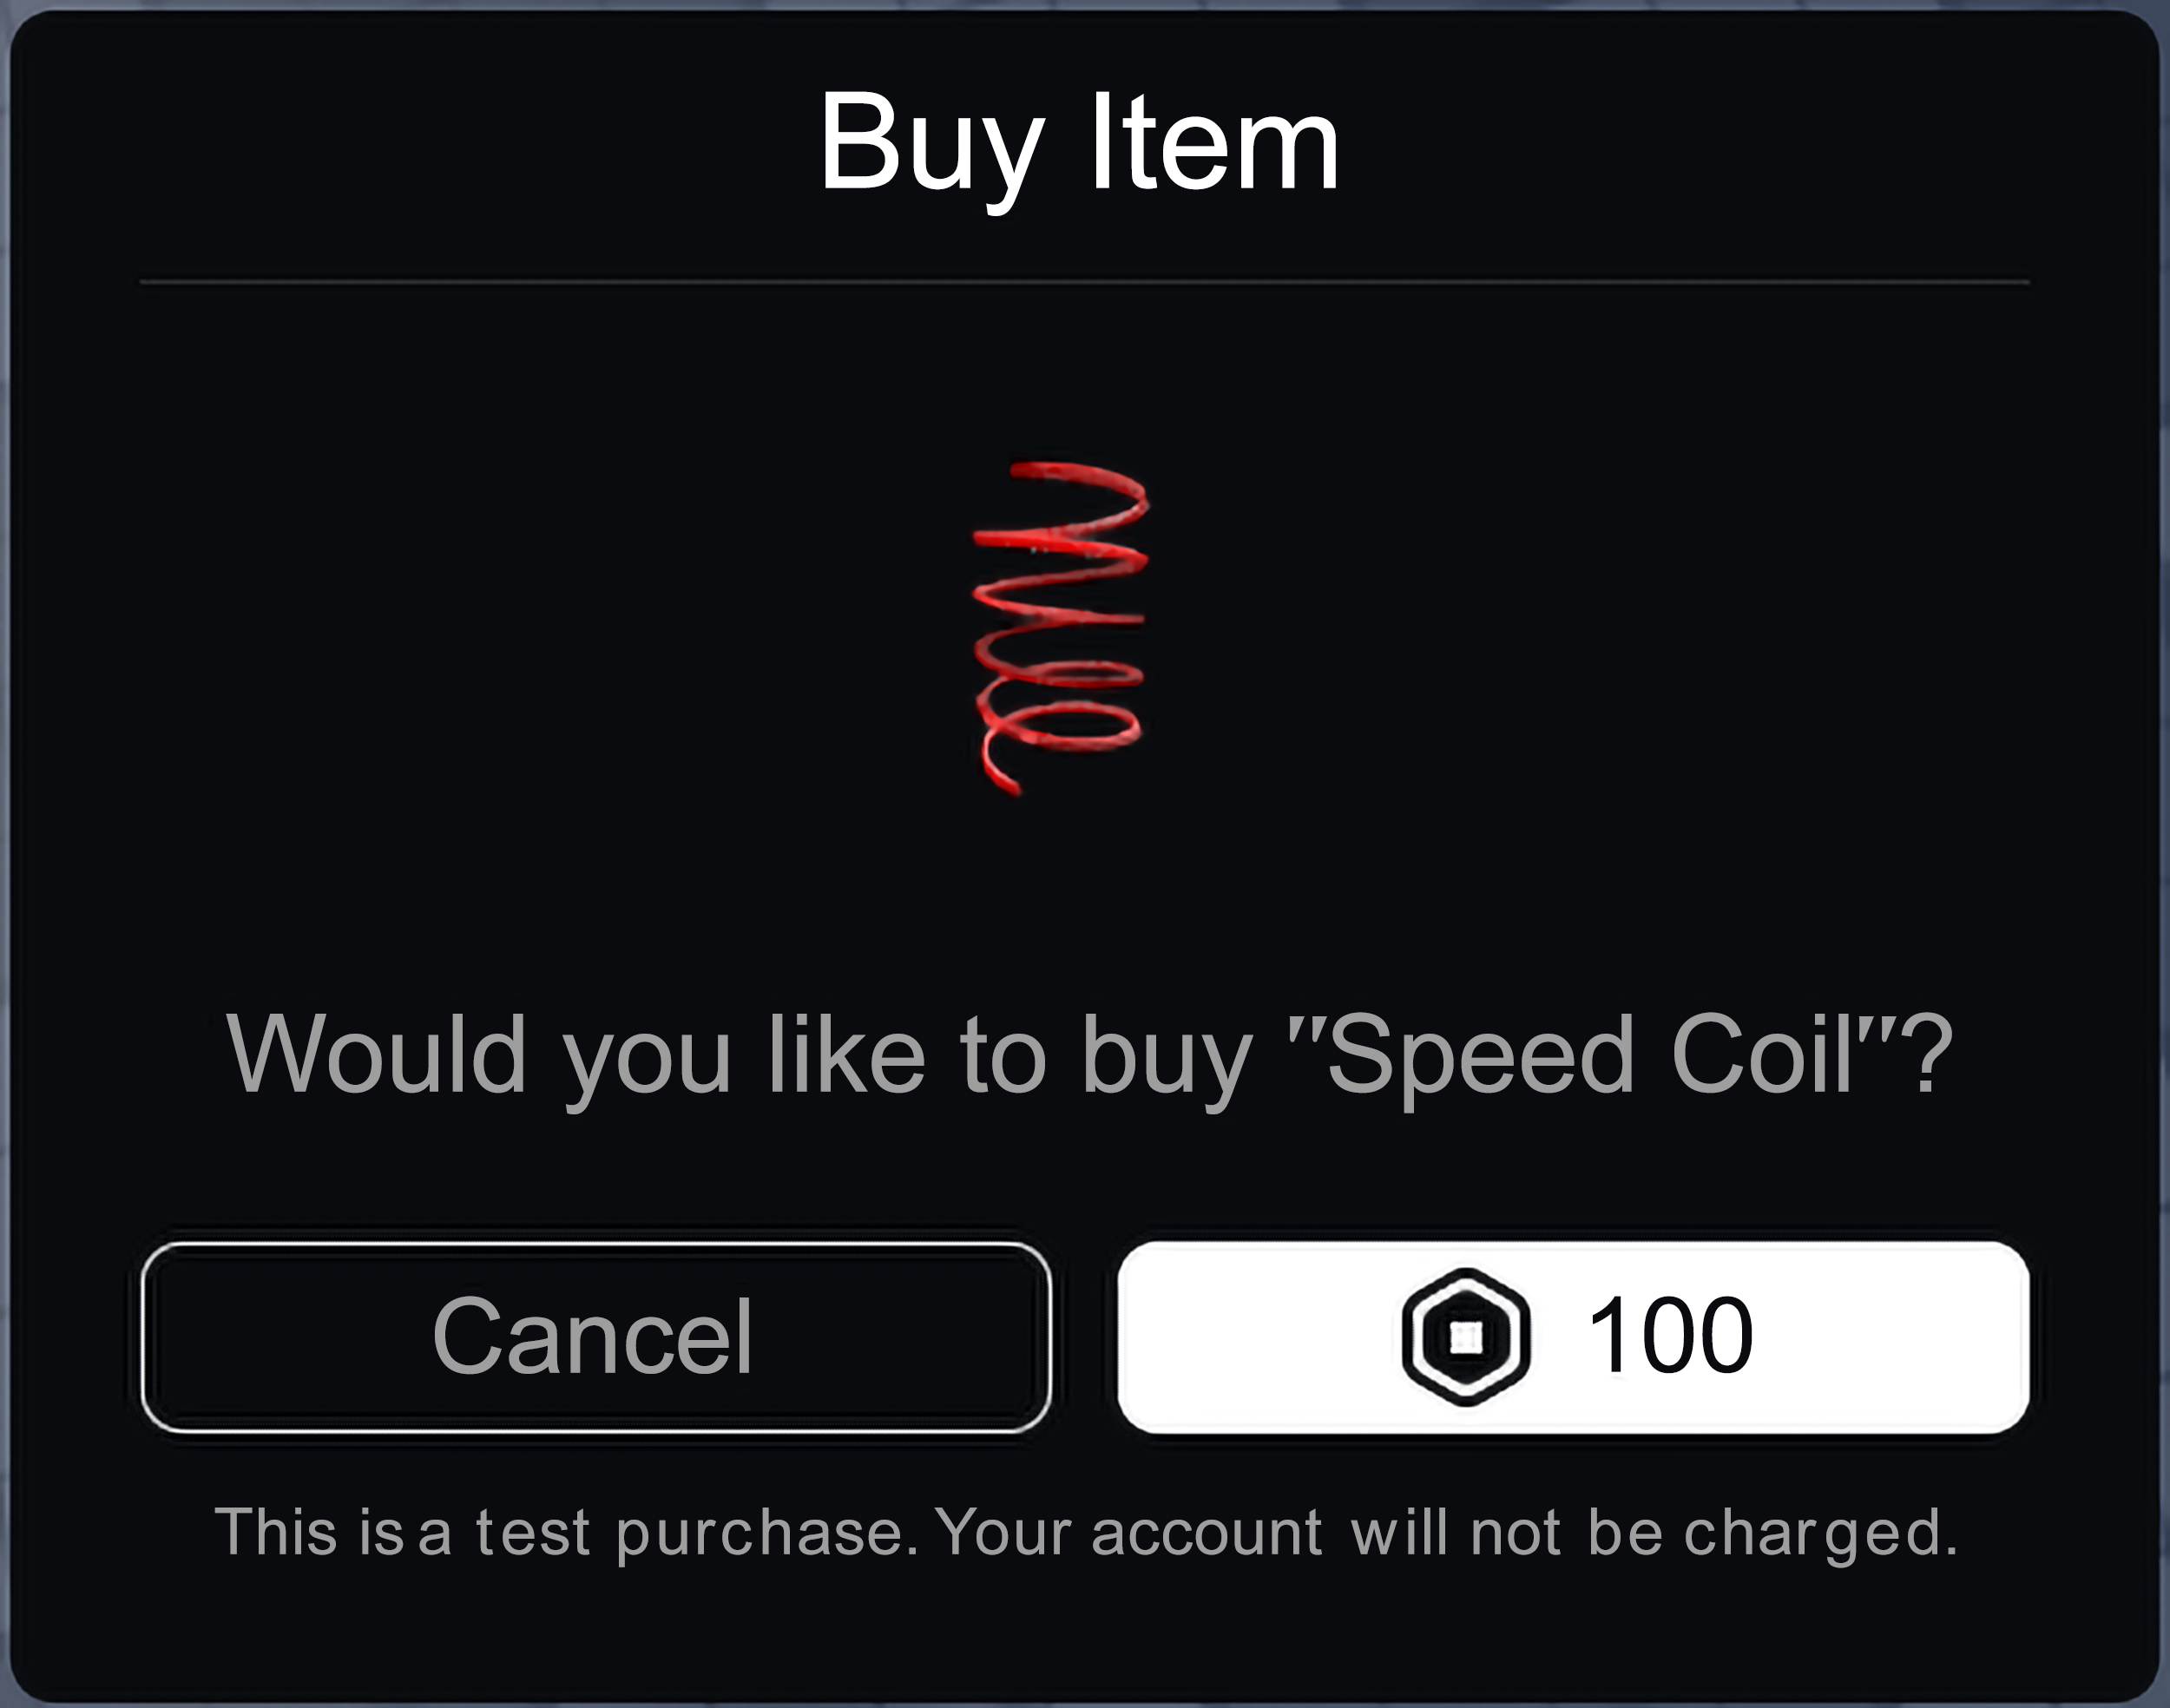 Buy Item
Would you like to buy "Speed Coil"?
Cancel
100
This is a test purchase. Your account will not be charged.